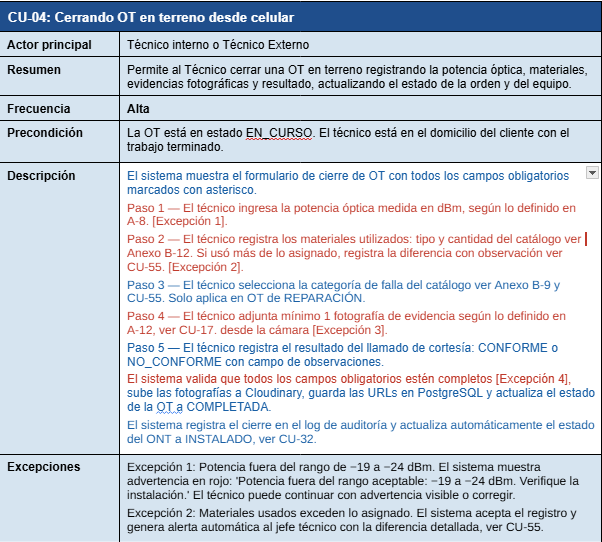 CU-04: Cerrando OT en terreno desde celular
Actor principal
Técnico interno o Técnico Externo
Resumen
Permite al Técnico cerrar una OT en terreno registrando la potencia óptica, materiales,
evidencias fotográficas y resultado, actualizando el estado de la orden y del equipo.
Frecuencia
Alta
Precondición
La OT está en estado EN_CURSO. El técnico está en el domicilio del cliente con el
trabajo terminado.
Descripción
El sistema muestra el formulario de cierre de OT con todos los campos obligatorios
marcados con asterisco.
Paso 1 — El técnico ingresa la potencia óptica medida en dBm, según lo definido en
A-8. [Excepción 1].
Paso 2 — El técnico registra los materiales utilizados: tipo y cantidad del catálogo ver
Anexo B-12. Si usó más de lo asignado, registra la diferencia con observación ver
CU-55. [Excepción 2].
Paso 3 — El técnico selecciona la categoría de falla del catálogo ver Anexo B-9 y
CU-55. Solo aplica en OT de REPARACIÓN.
Paso 4 — El técnico adjunta mínimo 1 fotografía de evidencia según lo definido en
A-12, ver CU-17. desde la cámara [Excepción 3].
Paso 5 — El técnico registra el resultado del llamado de cortesía: CONFORME o
NO_CONFORME con campo de observaciones.
El sistema valida que todos los campos obligatorios estén completos [Excepción 4],
sube las fotografías a Cloudinary, guarda las URLs en PostgreSQL y actualiza el estado
de la OT a COMPLETADA.
El sistema registra el cierre en el log de auditoría y actualiza automáticamente el estado
del ONT a INSTALADO, ver CU-32.
Excepciones
Excepción 1: Potencia fuera del rango de −19 a −24 dBm. El sistema muestra
advertencia en rojo: 'Potencia fuera del rango aceptable: −19 a −24 dBm. Verifique la
instalación.' El técnico puede continuar con advertencia visible o corregir.
Excepción 2: Materiales usados exceden lo asignado. El sistema acepta el registro y
genera alerta automática al jefe técnico con la diferencia detallada, ver CU-55.